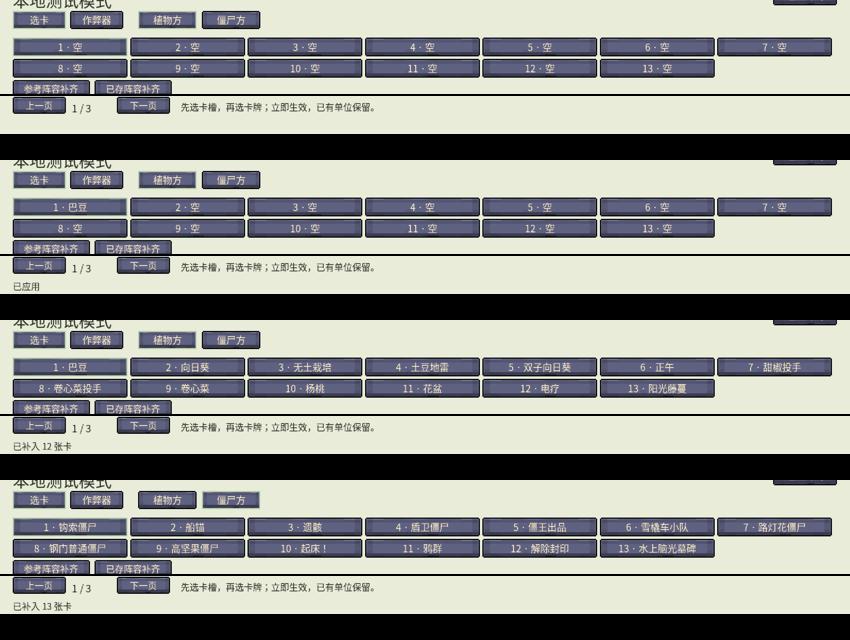 本地测试模式
选卡 作弊器 植物方 僵尸方
1 · 空 2 · 空 3 · 空 4 · 空 5 · 空 6 · 空 7 · 空
8 · 空 9 · 空 10 · 空 11 · 空 12 · 空 13 · 空
参考阵容补齐 已存阵容补齐
上一页 1 / 3 下一页 先选卡槽，再选卡牌；立即生效，已有单位保留。
本地测试模式
选卡 作弊器 植物方 僵尸方
1 · 巴豆 2 · 空 3 · 空 4 · 空 5 · 空 6 · 空 7 · 空
8 · 空 9 · 空 10 · 空 11 · 空 12 · 空 13 · 空
参考阵容补齐 已存阵容补齐
上一页 1 / 3 下一页 先选卡槽，再选卡牌；立即生效，已有单位保留。
已应用
本地测试模式
选卡 作弊器 植物方 僵尸方
1 · 巴豆 2 · 向日葵 3 · 无土栽培 4 · 土豆地雷 5 · 双子向日葵 6 · 正午 7 · 甜椒投手
8 · 卷心菜投手 9 · 卷心菜 10 · 杨桃 11 · 花盆 12 · 电疗 13 · 阳光藤蔓
参考阵容补齐 已存阵容补齐
上一页 1 / 3 下一页 先选卡槽，再选卡牌；立即生效，已有单位保留。
已补入 12 张卡
本地测试模式
选卡 作弊器 植物方 僵尸方
1 · 钩索僵尸 2 · 船锚 3 · 遗骸 4 · 盾卫僵尸 5 · 僵王出品 6 · 雪橇车小队 7 · 路灯花僵尸
8 · 钢门普通僵尸 9 · 高坚果僵尸 10 · 起床！ 11 · 鸦群 12 · 解除封印 13 · 水上脑光墓碑
参考阵容补齐 已存阵容补齐
上一页 1 / 3 下一页 先选卡槽，再选卡牌；立即生效，已有单位保留。
已补入 13 张卡